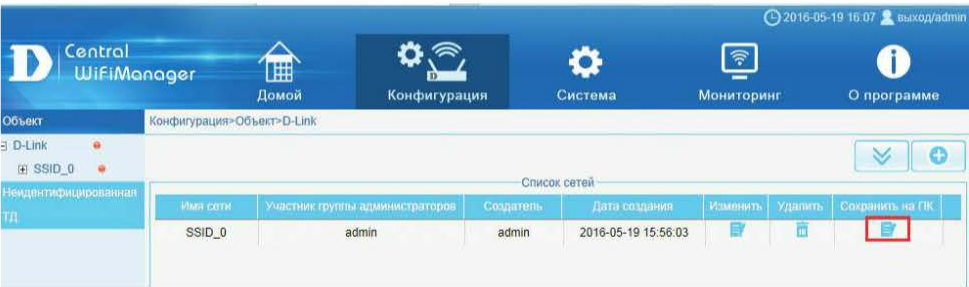 2016-05-19 16:07 выход/admin
D Central
WiFiManager
Домой
Конфигурация
Система
Мониторинг
О программе
Объект
Конфигурация>Объект>D-Link
D-Link
SSID_0
Неидентифицированная
ТД
Список сетей
Имя сети Участник группы администраторов Создатель Дата создания Изменить Удалить Сохранить на ПК
SSID_0 admin admin 2016-05-19 15:56:03